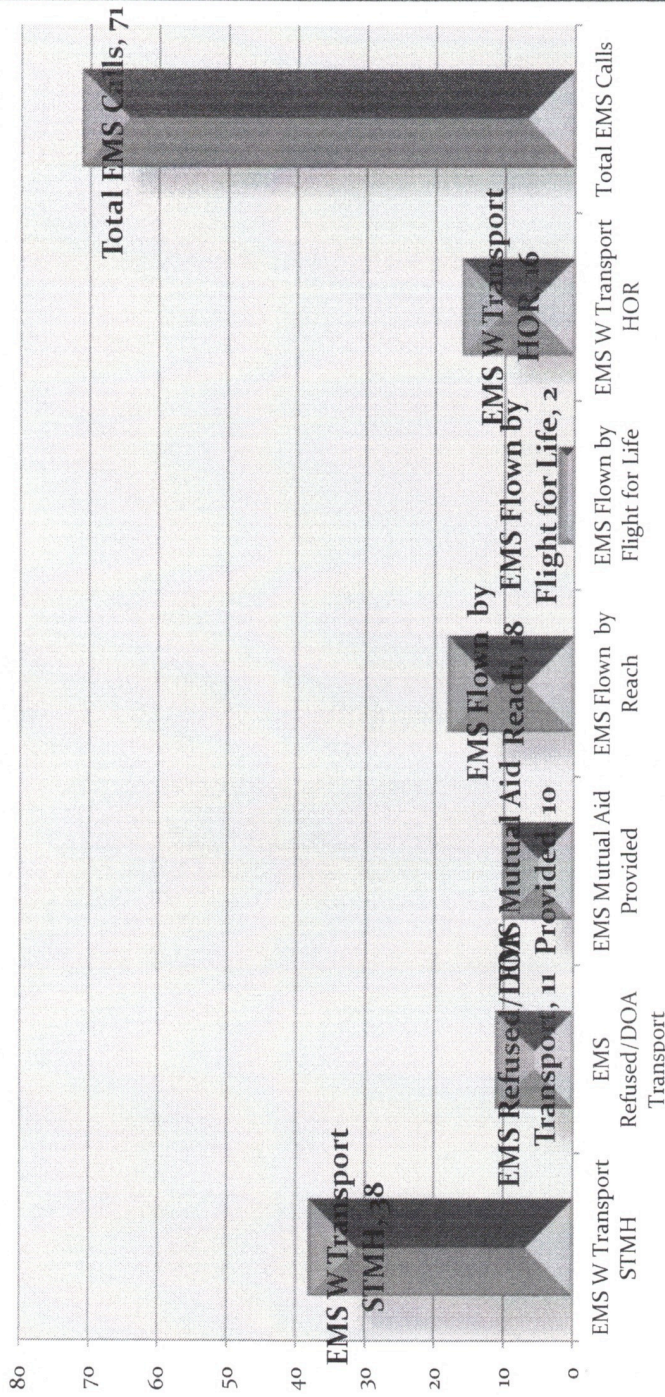 80
70
60
50
40
30
20
10
0
EMS W Transport
STMH, 38
EMS Refused/DOA
Transport, 11
EMS Mutual Aid
Provided, 10
EMS Flown by
Reach, 18
EMS Flown by
Flight for Life, 2
EMS W Transport
HOR, 16
Total EMS Calls, 71
EMS W Transport
STMH
EMS
Refused/DOA
Transport
EMS Mutual Aid
Provided
EMS Flown by
Reach
EMS Flown by
Flight for Life
EMS W Transport
HOR
Total EMS Calls